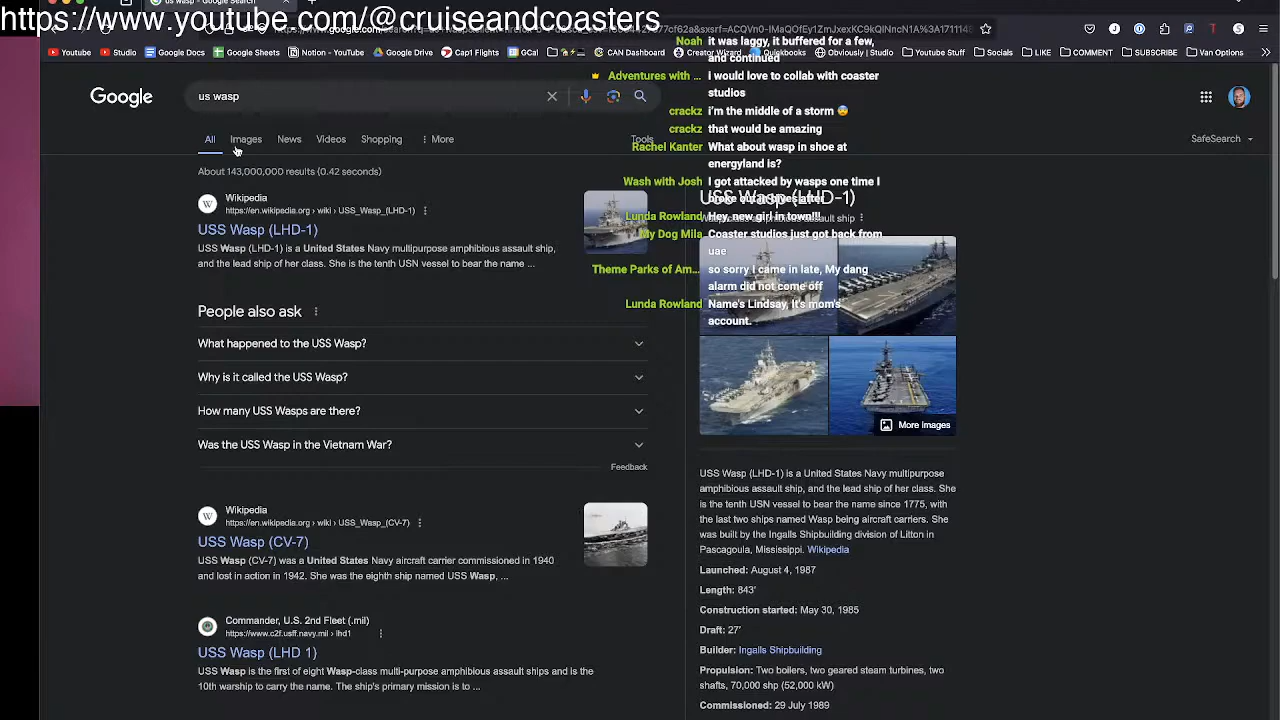 https://www.youtube.com/@cruiseandcoasters
us wasp - Google Search
Youtube
Studio
Google Docs
Google Sheets
Notion - YouTube
Google Drive
Capt Flights
GCal
CAN Dashboard
Creator Wizard
Quickbooks
Obviously | Studio
Youtube Stuff
Socials
LIKE
COMMENT
SUBSCRIBE
Van Options
Noah it was laggy, it buffered for a few,
and continued
Adventures with ... i would love to collab with coaster
studios
crackz i'm the middle of a storm 😨
crackz that would be amazing
Rachel Kanter What about wasp in shoe at
energyland is?
Wash with Josh I got attacked by wasps one time I
broke out in hives after
Lunda Rowland Hey, new girl in town!!!
My Dog Mila Coaster studios just got back from
uae
Theme Parks of Am... so sorry I came in late, My dang
alarm did not come off
Lunda Rowland Name's Lindsay, It's mom's
account.
Google
us wasp
All
Images
News
Videos
Shopping
More
Tools
SafeSearch
About 143,000,000 results (0.42 seconds)
Wikipedia
https://en.wikipedia.org › wiki › USS_Wasp_(LHD-1)
USS Wasp (LHD-1)
USS Wasp (LHD-1) is a United States Navy multipurpose amphibious assault ship,
and the lead ship of her class. She is the tenth USN vessel to bear the name ...
People also ask
What happened to the USS Wasp?
Why is it called the USS Wasp?
How many USS Wasps are there?
Was the USS Wasp in the Vietnam War?
Feedback
Wikipedia
https://en.wikipedia.org › wiki › USS_Wasp_(CV-7)
USS Wasp (CV-7)
USS Wasp (CV-7) was a United States Navy aircraft carrier commissioned in 1940
and lost in action in 1942. She was the eighth ship named USS Wasp, ...
Commander, U.S. 2nd Fleet (.mil)
https://www.c2f.usff.navy.mil › lhd1
USS Wasp (LHD 1)
USS Wasp is the first of eight Wasp-class multi-purpose amphibious assault ships and is the
10th warship to carry the name. The ship's primary mission is to ...
USS Wasp (LHD-1)
ship
More Images
USS Wasp (LHD-1) is a United States Navy multipurpose
amphibious assault ship, and the lead ship of her class. She
is the tenth USN vessel to bear the name since 1775, with
the last two ships named Wasp being aircraft carriers. She
was built by the Ingalls Shipbuilding division of Litton in
Pascagoula, Mississippi. Wikipedia
Launched: August 4, 1987
Length: 843′
Construction started: May 30, 1985
Draft: 27′
Builder: Ingalls Shipbuilding
Propulsion: Two boilers, two geared steam turbines, two
shafts, 70,000 shp (52,000 kW)
Commissioned: 29 July 1989